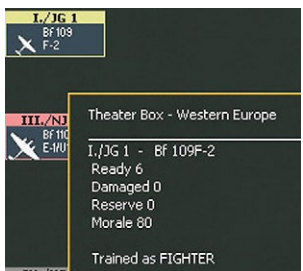 I./JG 1
Bf 109
F-2
III./NJ
Bf 110
Theater Box - Western Europe
I./JG 1 - Bf 109F-2
Ready 6
Damaged 0
Reserve 0
Morale 80
Trained as FIGHTER